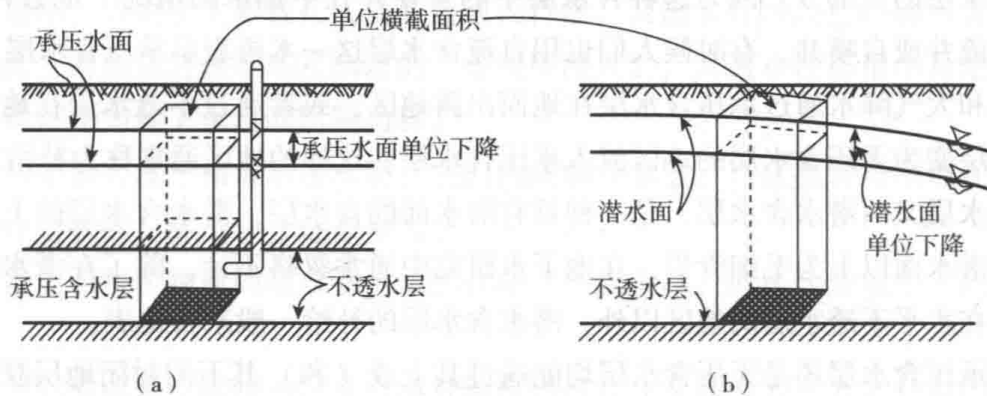 单位横截面积
承压水面
承压水面单位下降
承压含水层
不透水层
(a)
潜水面
潜水面
单位下降
不透水层
(b)